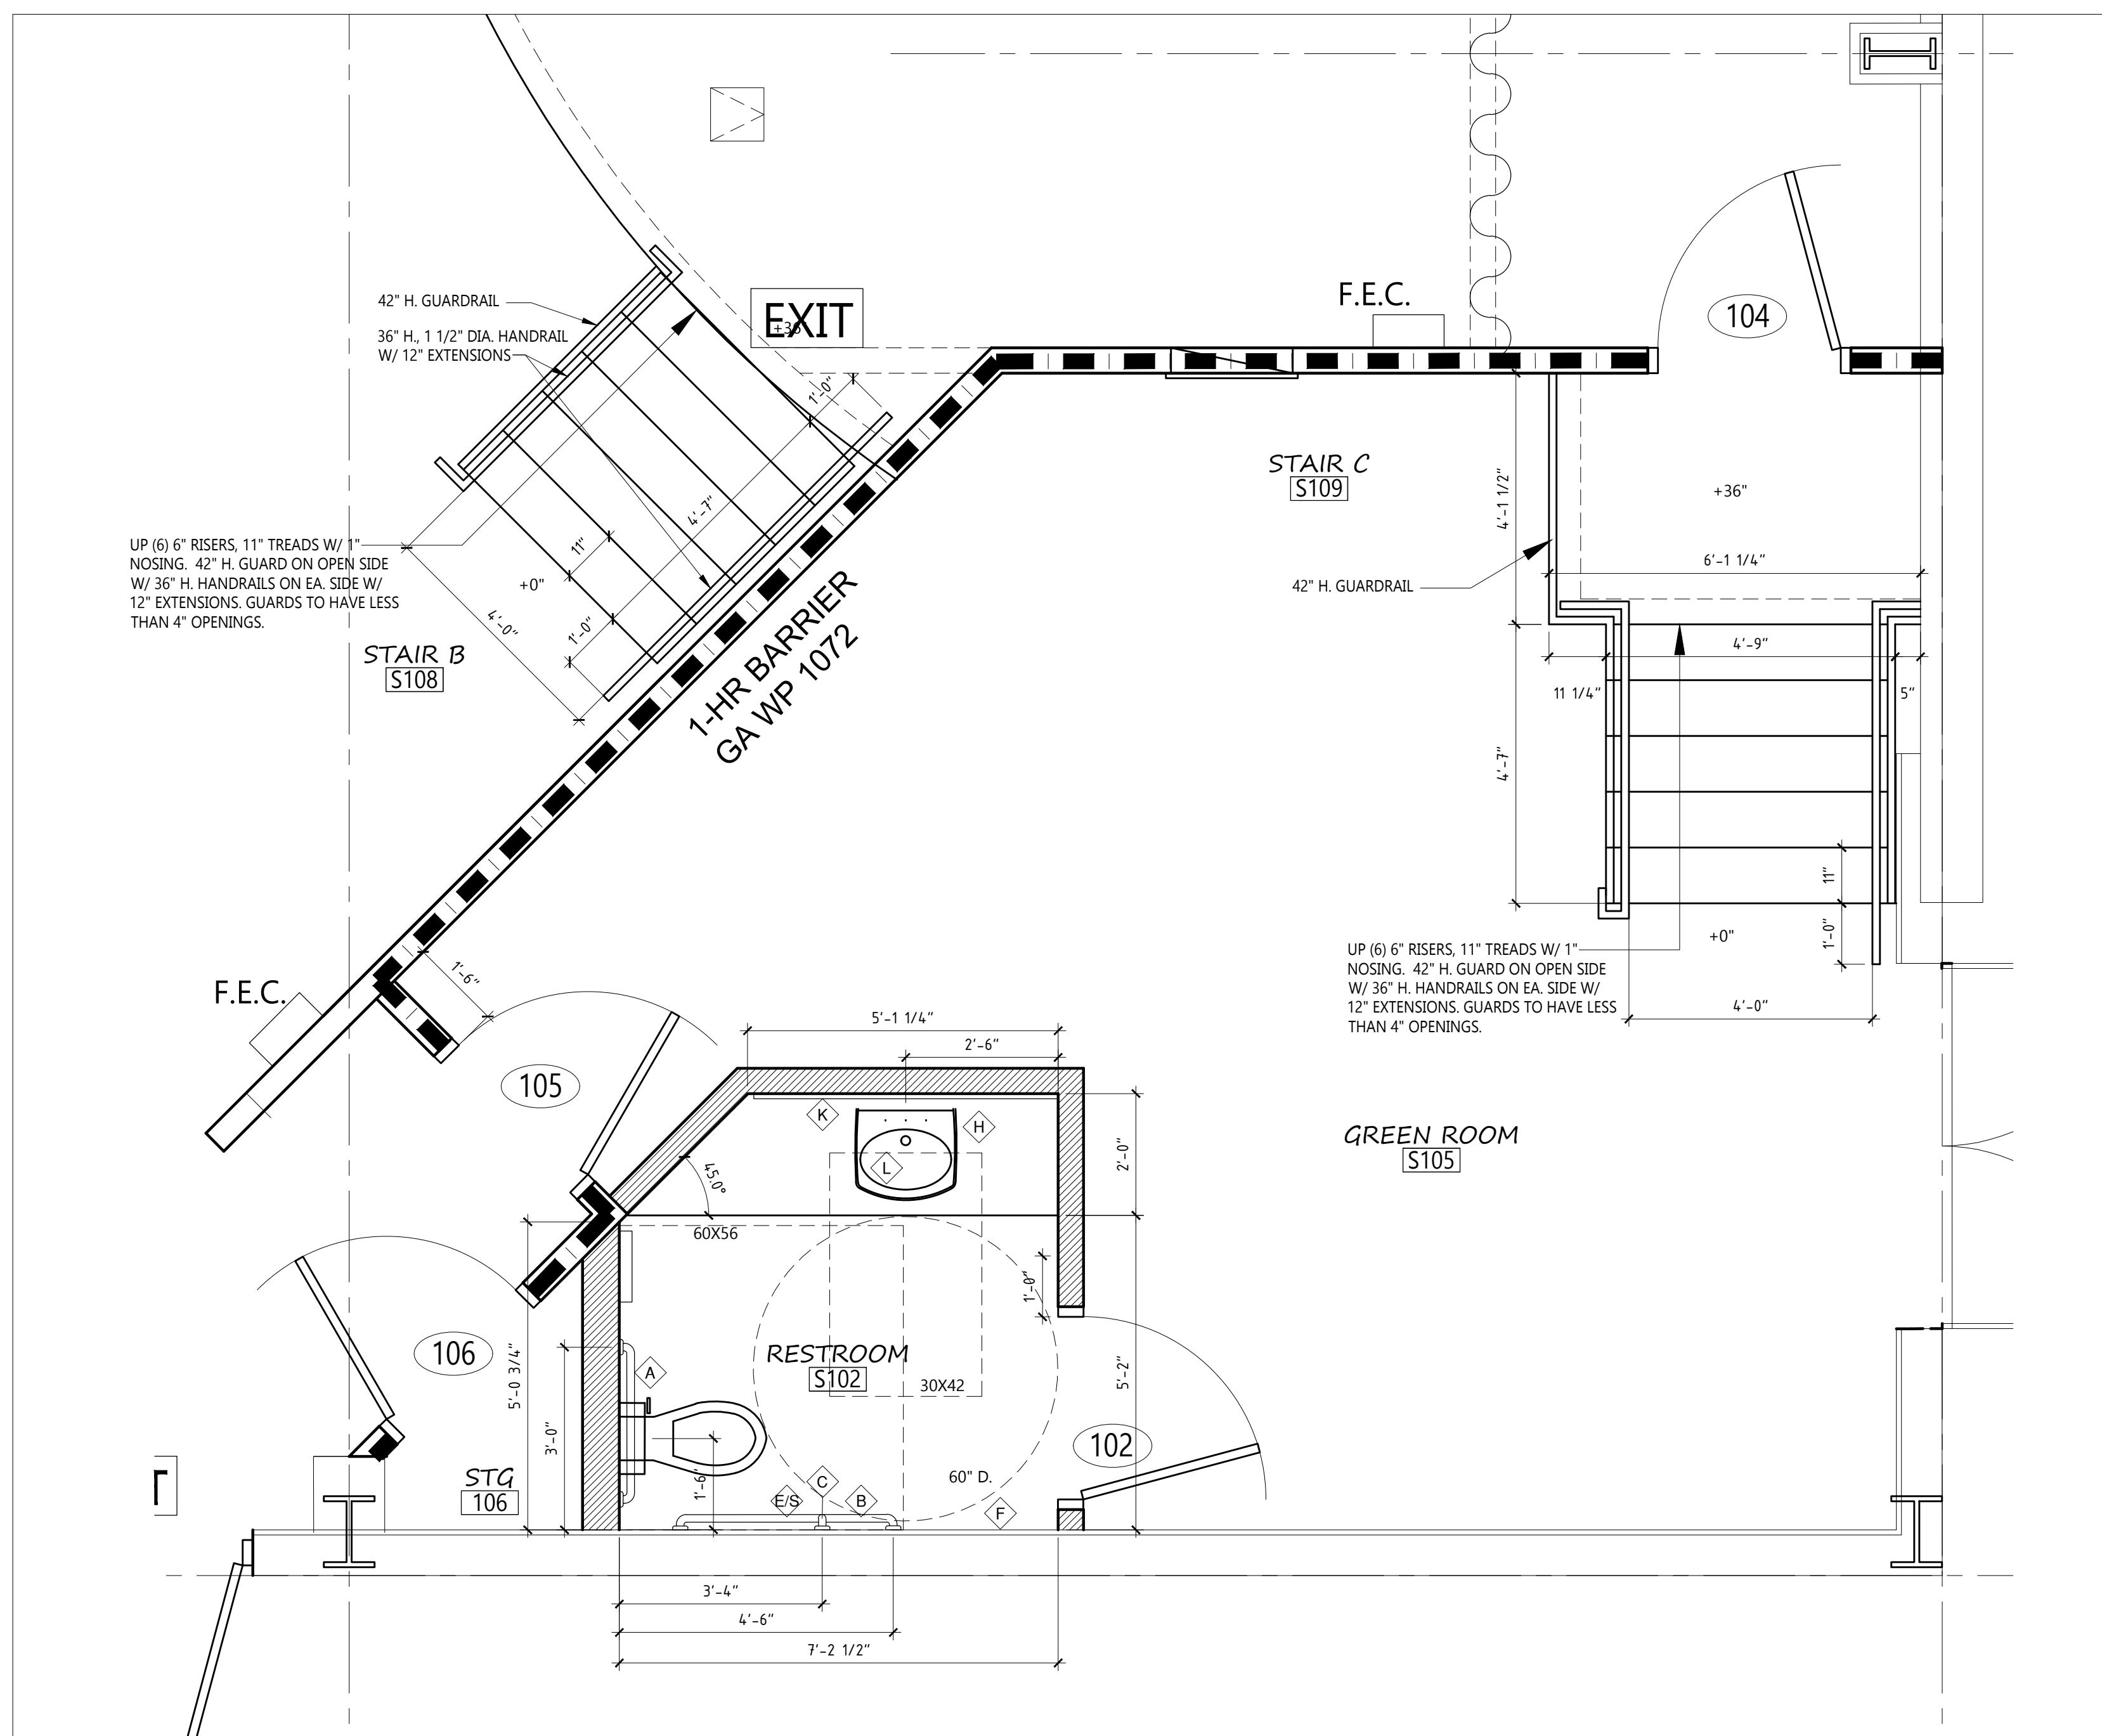 42" H. GUARDRAIL
36" H., 1 1/2" DIA. HANDRAIL
W/ 12" EXTENSIONS
EXIT
+36
F.E.C.
104
1'-0"
STAIR C
S109
4'-1 1/2"
+36"
6'-1 1/4"
42" H. GUARDRAIL
4'-7"
11"
+0"
1'-0"
4'-0"
UP (6) 6" RISERS, 11" TREADS W/ 1"
NOSING. 42" H. GUARD ON OPEN SIDE
W/ 36" H. HANDRAILS ON EA. SIDE W/
12" EXTENSIONS. GUARDS TO HAVE LESS
THAN 4" OPENINGS.
STAIR B
S108
1-HR BARRIER
GA WP 1072
4'-9"
11 1/4"
5"
4'-7"
11"
+0"
1'-0"
UP (6) 6" RISERS, 11" TREADS W/ 1"
NOSING. 42" H. GUARD ON OPEN SIDE
W/ 36" H. HANDRAILS ON EA. SIDE W/
12" EXTENSIONS. GUARDS TO HAVE LESS
THAN 4" OPENINGS.
4'-0"
F.E.C.
1'-6"
105
5'-1 1/4"
2'-6"
K
H
L
45.0°
2'-0"
GREEN ROOM
S105
60X56
1'-0"
106
5'-0 3/4"
3'-0"
A
RESTROOM
S102
30X42
5'-2"
102
STG
106
1'-6"
C
E/S
B
60" D.
F
3'-4"
4'-6"
7'-2 1/2"